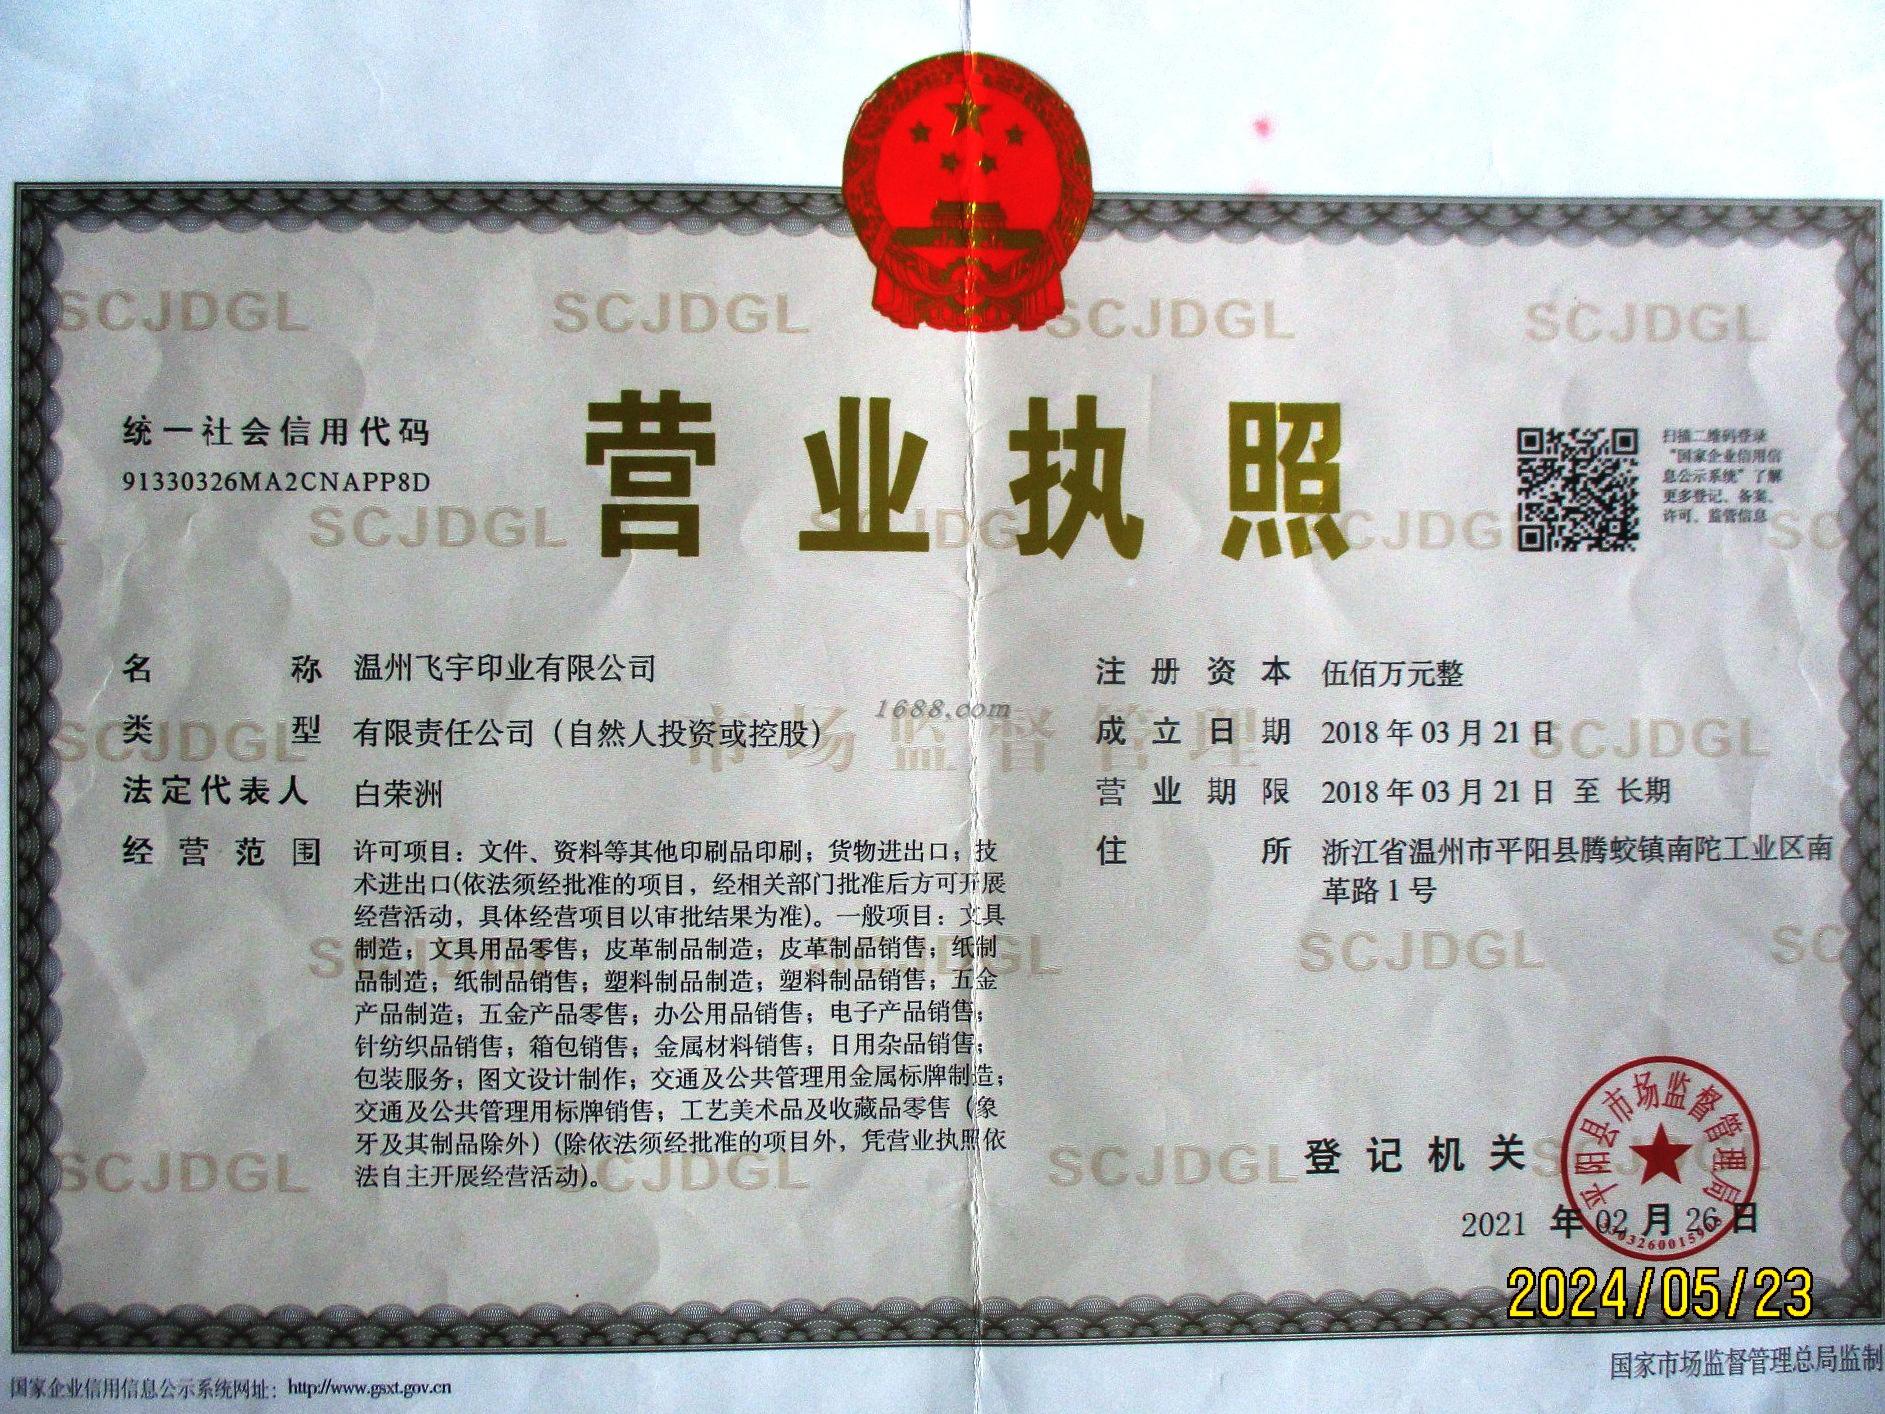 SCJDGL SCJDGL SCJDGL SCJDGL
统一社会信用代码
91330326MA2CNAPP8D
营业执照
扫描二维码登录
“国家企业信用信
息公示系统”了解
更多登记、备案、
许可、监管信息
SCJDGL SCJDGL SCJDGL SC
名称 温州飞宇印业有限公司
类型 有限责任公司（自然人投资或控股）
法定代表人 白荣洲
经营范围 许可项目：文件、资料等其他印刷品印刷；货物进出口；技
术进出口(依法须经批准的项目，经相关部门批准后方可开展
经营活动，具体经营项目以审批结果为准)。一般项目：文具
制造；文具用品零售；皮革制品制造；皮革制品销售；纸制
品制造；纸制品销售；塑料制品制造；塑料制品销售；五金
产品制造；五金产品零售；办公用品销售；电子产品销售；
针纺织品销售；箱包销售；金属材料销售；日用杂品销售；
包装服务；图文设计制作；交通及公共管理用金属标牌制造；
交通及公共管理用标牌销售；工艺美术品及收藏品零售（象
牙及其制品除外）(除依法须经批准的项目外，凭营业执照依
法自主开展经营活动)。
注册资本 伍佰万元整
成立日期 2018年03月21日
营业期限 2018年03月21日 至 长期
住所 浙江省温州市平阳县腾蛟镇南陀工业区南
革路1号
1688.com
市场监督管理
SCJDGL SCJDGL
SCJDGL SCJDGL SC
SCJDGL SCJDGL SCJDGL
登记机关
平阳县市场监督管理局
2021年02月26日
2024/05/23
国家企业信用信息公示系统网址：http://www.gsxt.gov.cn
国家市场监督管理总局监制